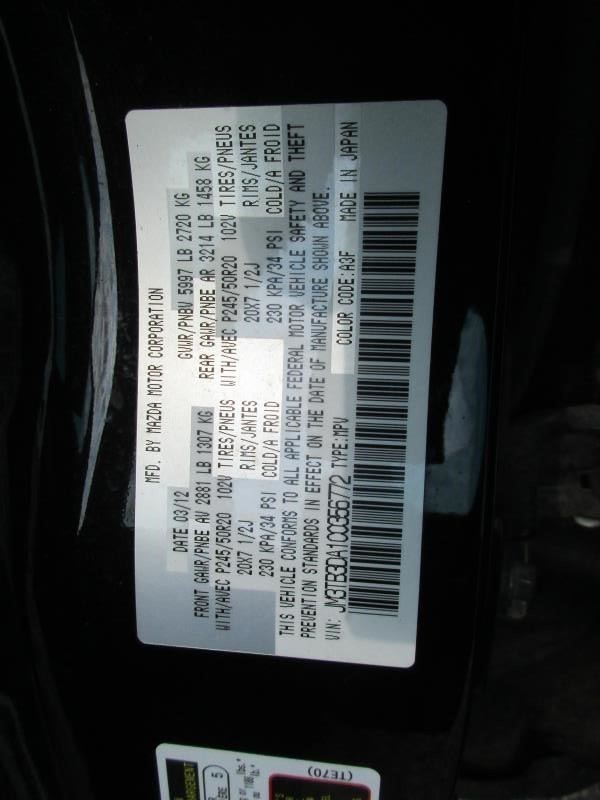 MFD. BY MAZDA MOTOR CORPORATION
DATE 03/12 GVWR/PNBV 5997 LB 2720 KG
FRONT GAWR/PNBE AV 2881 LB 1307 KG REAR GAWR/PNBE AR 3214 LB 1458 KG
WITH/AVEC P245/50R20 102V TIRES/PNEUS WITH/AVEC P245/50R20 102V TIRES/PNEUS
20X7 1/2J RIMS/JANTES 20X7 1/2J RIMS/JANTES
230 KPA/34 PSI COLD/A FROID 230 KPA/34 PSI COLD/A FROID
THIS VEHICLE CONFORMS TO ALL APPLICABLE FEDERAL MOTOR VEHICLE SAFETY AND THEFT
PREVENTION STANDARDS IN EFFECT ON THE DATE OF MANUFACTURE SHOWN ABOVE.
VIN: JM3TB3DA1C0356772 TYPE:MPV COLOR CODE:A3F MADE IN JAPAN
5
(TE70)